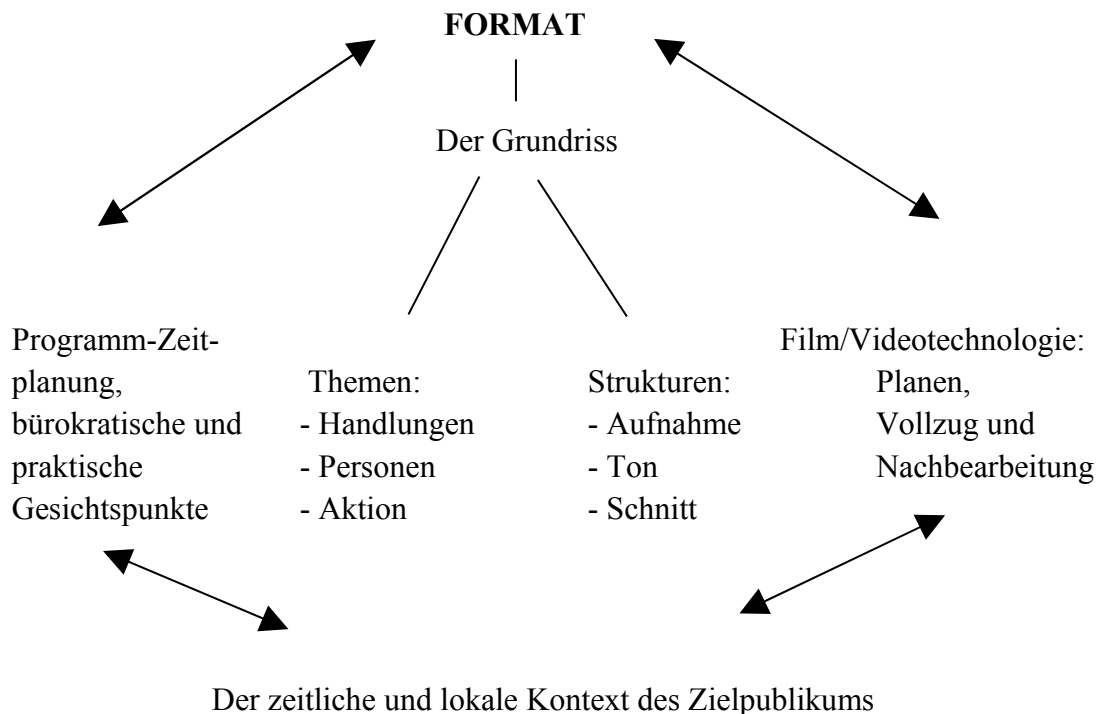 FORMAT
Der Grundriss
Programm-Zeit-
planung,
bürokratische und
praktische
Gesichtspunkte
Themen:
- Handlungen
- Personen
- Aktion
Strukturen:
- Aufnahme
- Ton
- Schnitt
Film/Videotechnologie:
Planen,
Vollzug und
Nachbearbeitung
Der zeitliche und lokale Kontext des Zielpublikums